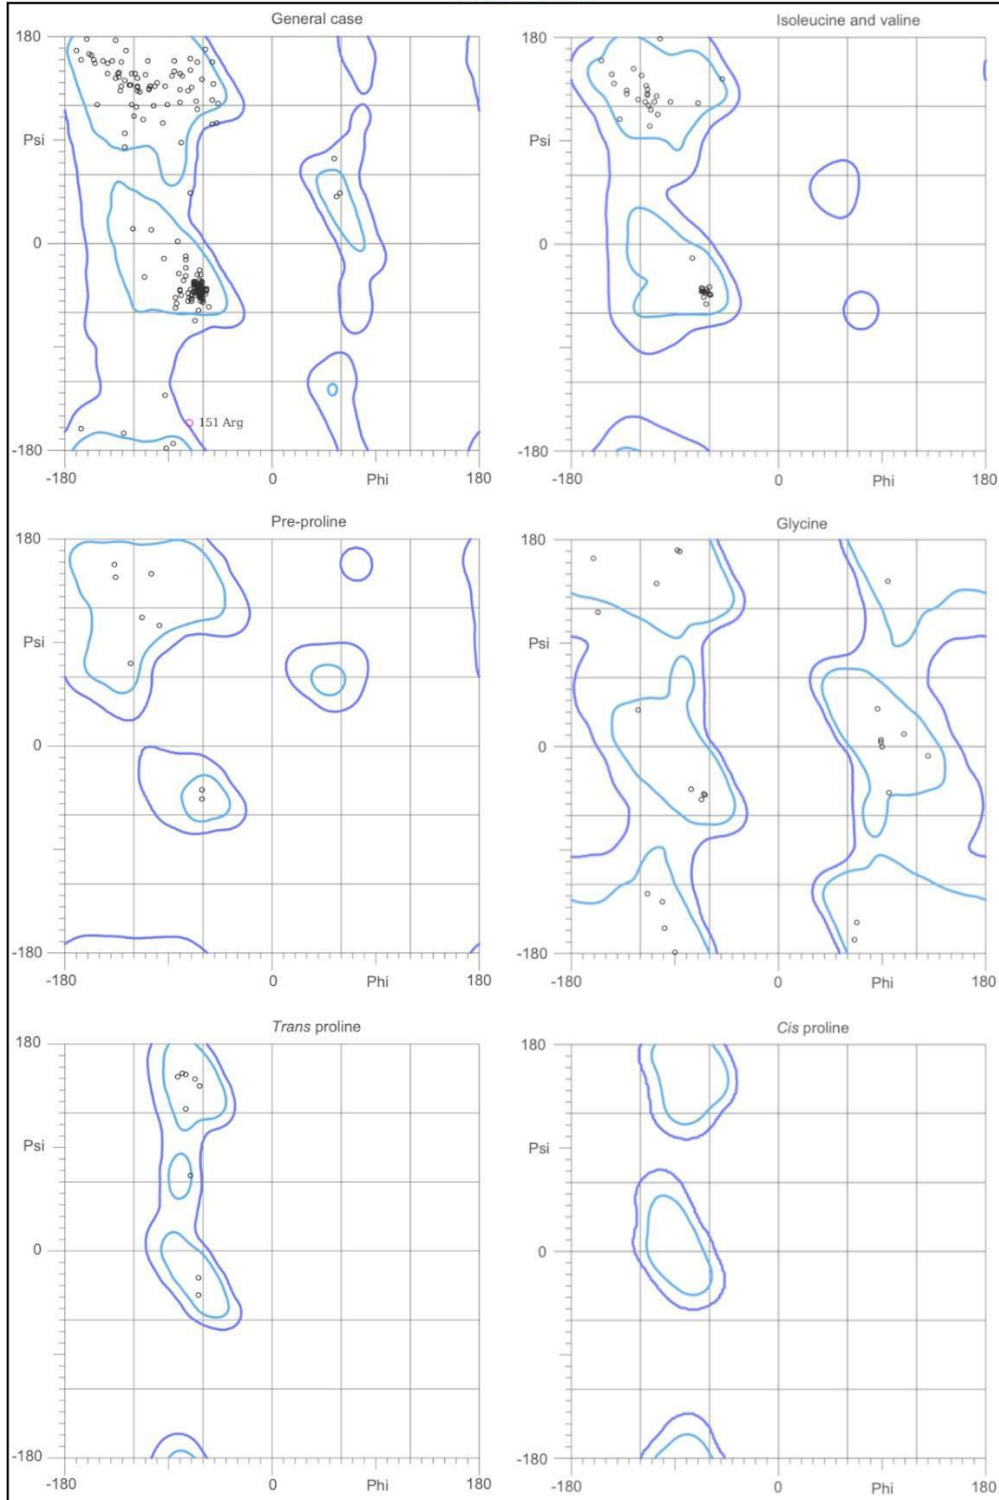 General case
Isoleucine and valine
180
180
Psi
Psi
0
0
151 Arg
-180
-180
-180
0
Phi
180
-180
0
Phi
180
Pre-proline
Glycine
180
180
Psi
Psi
0
0
-180
-180
-180
0
Phi
180
-180
0
Phi
180
Trans proline
Cis proline
180
180
Psi
Psi
0
0
-180
-180
-180
0
Phi
180
-180
0
Phi
180